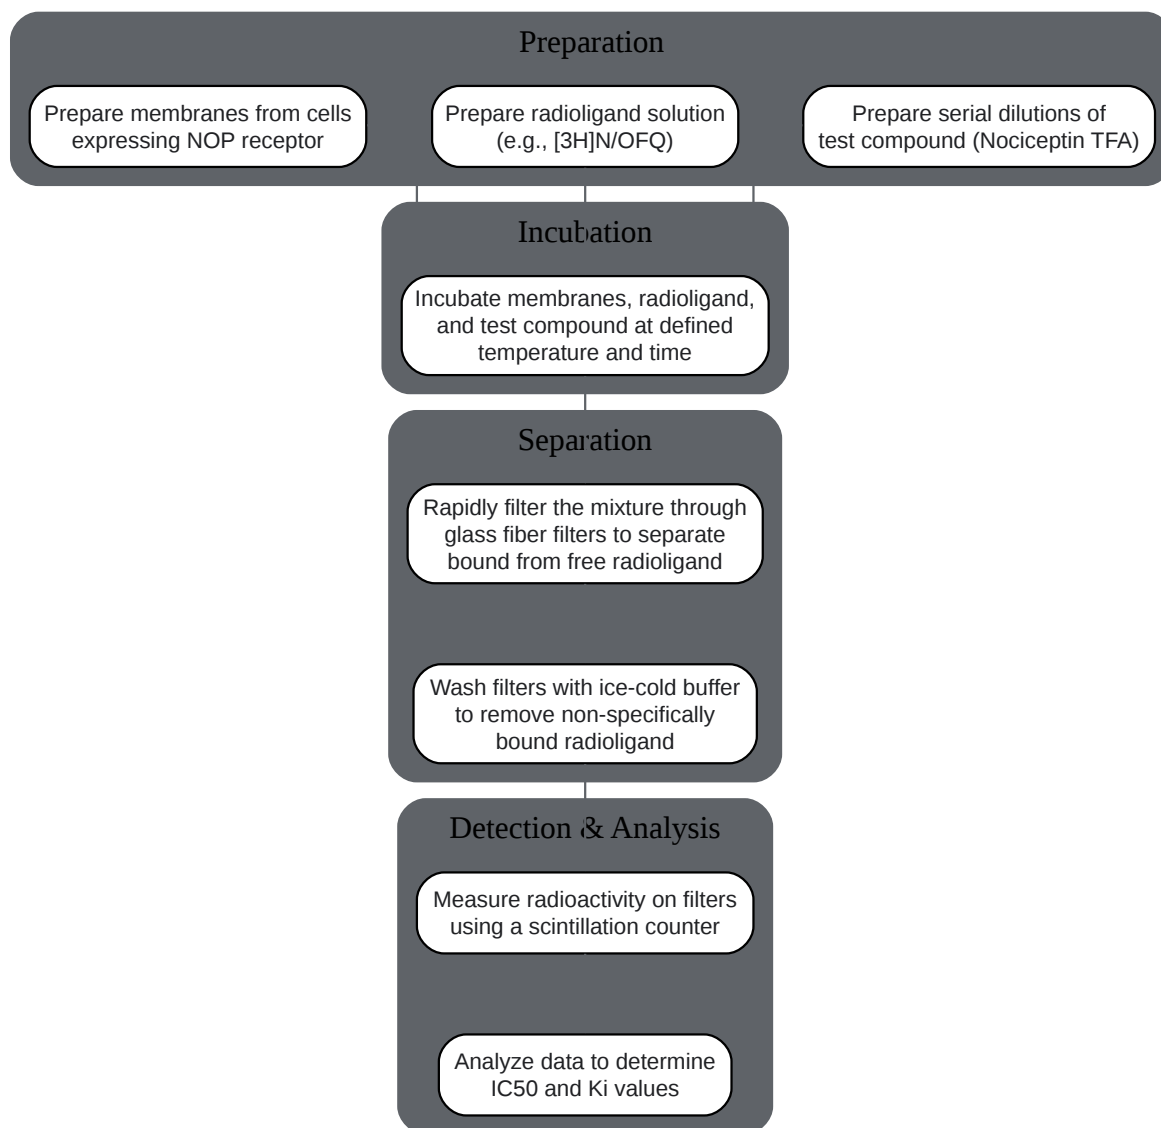 Preparation
Prepare membranes from cells
expressing NOP receptor
Prepare radioligand solution
(e.g., [3H]N/OFQ)
Prepare serial dilutions of
test compound (Nociceptin TFA)
Incubation
Incubate membranes, radioligand,
and test compound at defined
temperature and time
Separation
Rapidly filter the mixture through
glass fiber filters to separate
bound from free radioligand
Wash filters with ice-cold buffer
to remove non-specifically
bound radioligand
Detection & Analysis
Measure radioactivity on filters
using a scintillation counter
Analyze data to determine
IC50 and Ki values